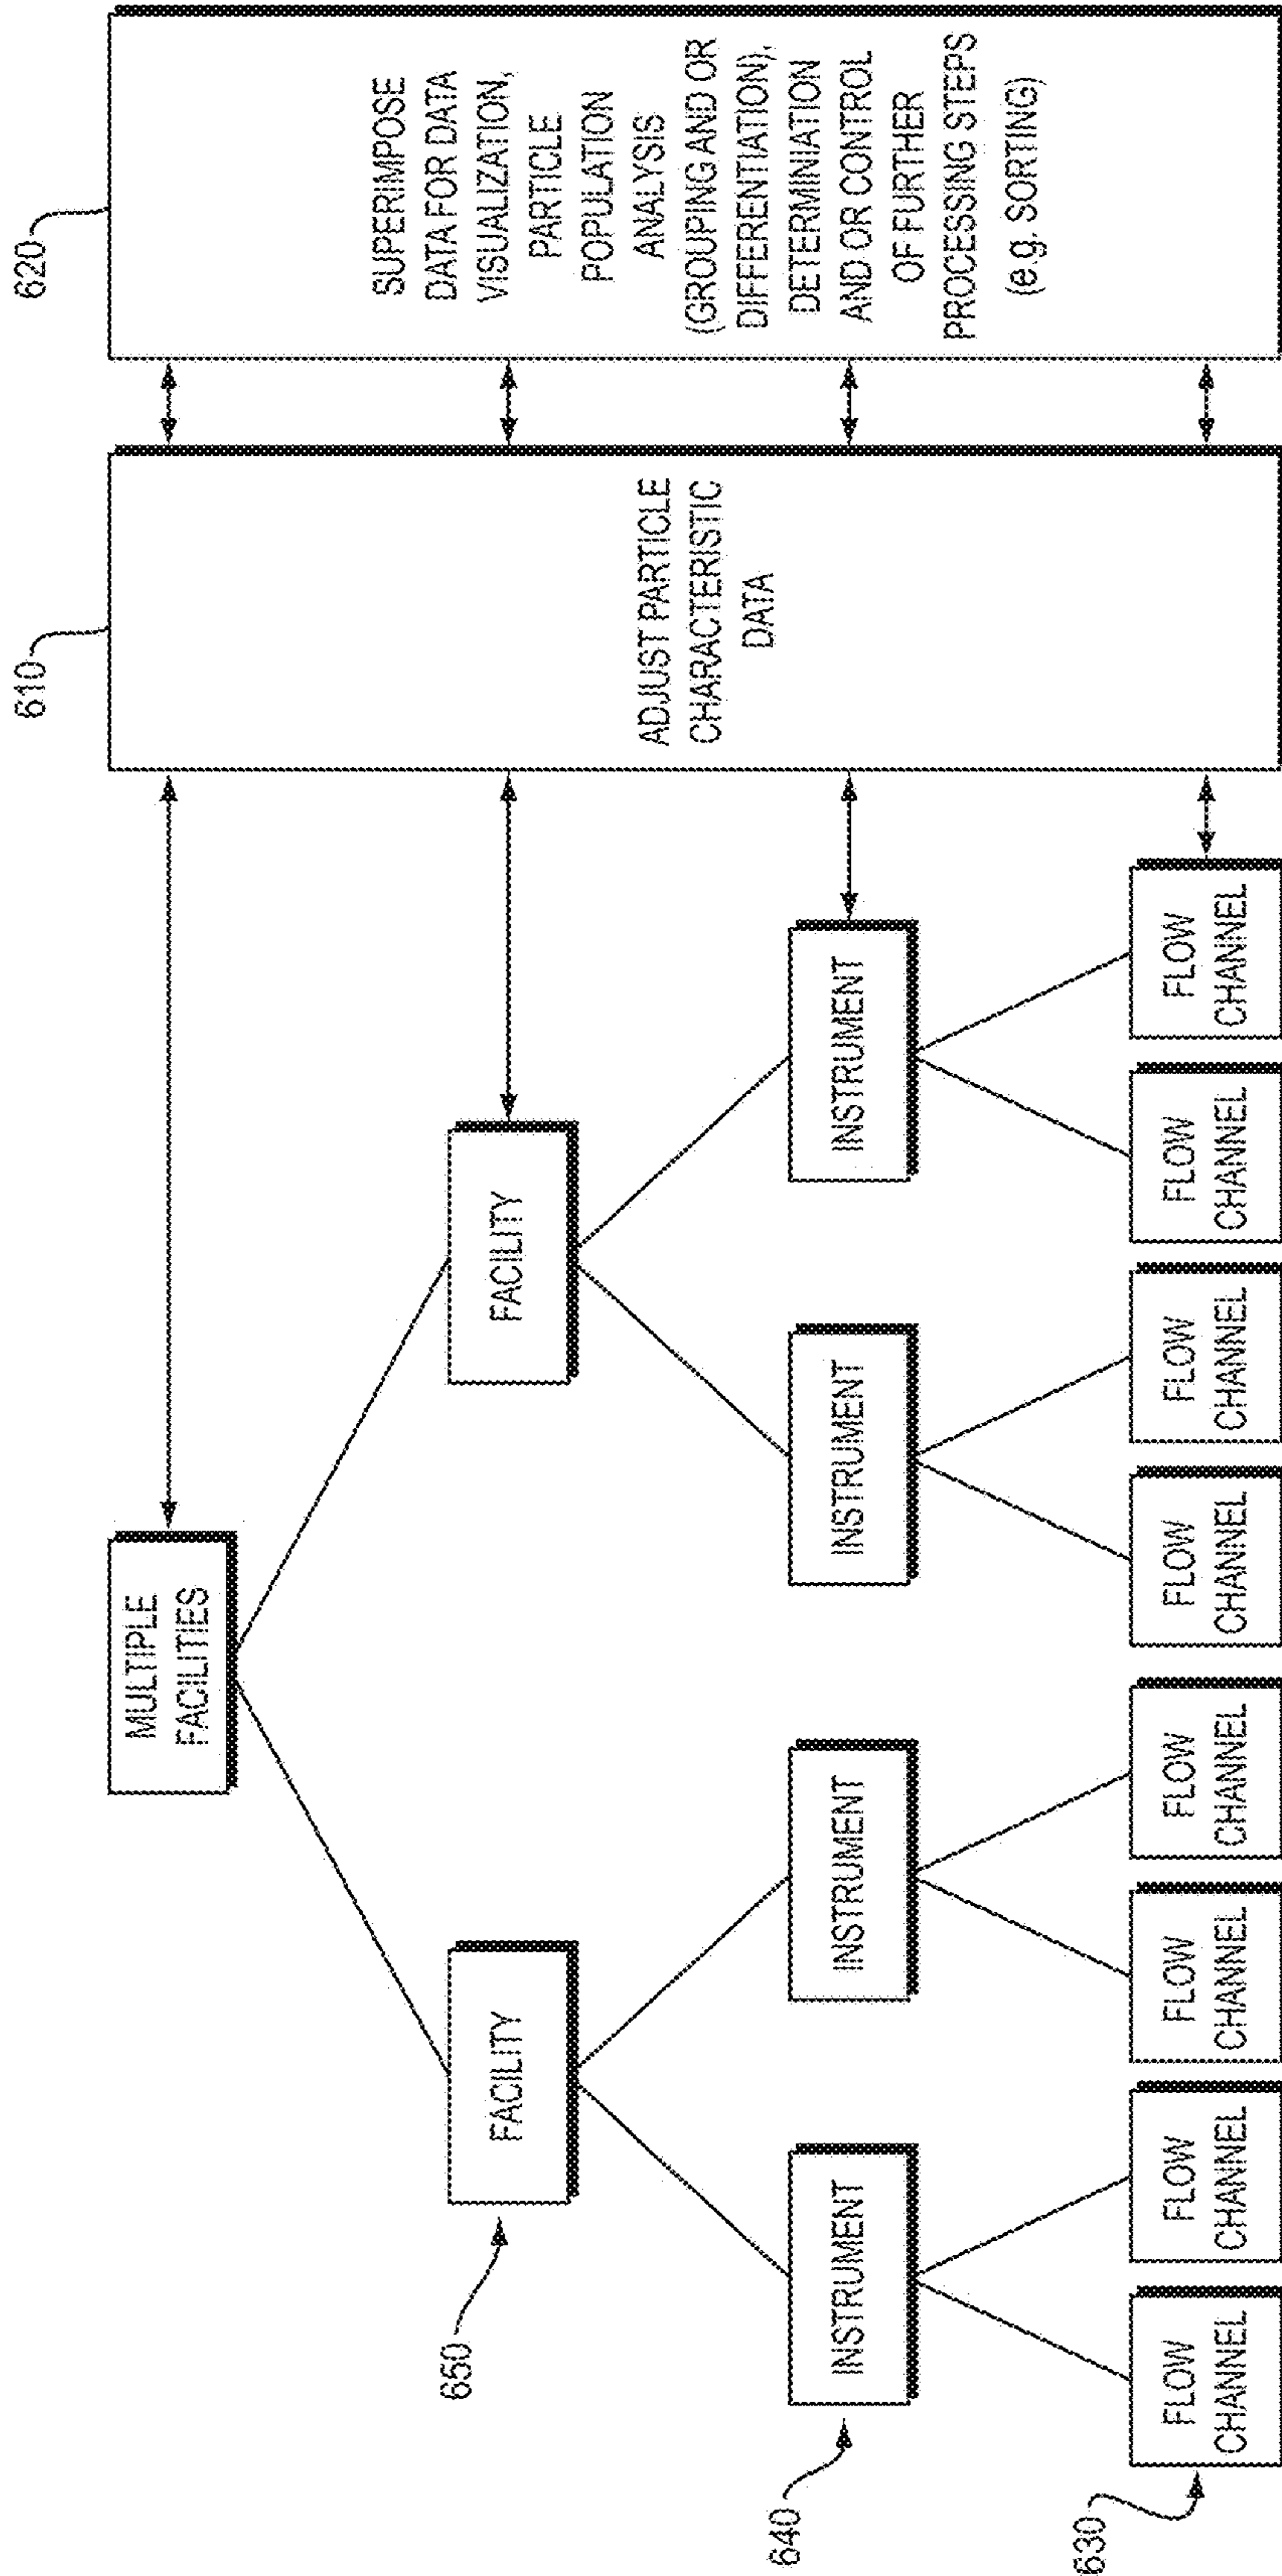 MULTIPLE
FACILITIES
650
FACILITY
FACILITY
640
INSTRUMENT
INSTRUMENT
INSTRUMENT
INSTRUMENT
630
FLOW
CHANNEL
FLOW
CHANNEL
FLOW
CHANNEL
FLOW
CHANNEL
FLOW
CHANNEL
FLOW
CHANNEL
FLOW
CHANNEL
FLOW
CHANNEL
610
ADJUST PARTICLE
CHARACTERISTIC
DATA
620
SUPERIMPOSE
DATA FOR DATA
VISUALIZATION,
PARTICLE
POPULATION
ANALYSIS
(GROUPING AND OR
DIFFERENTIATION),
DETERMINIATION
AND OR CONTROL
OF FURTHER
PROCESSING STEPS
(e.g. SORTING)